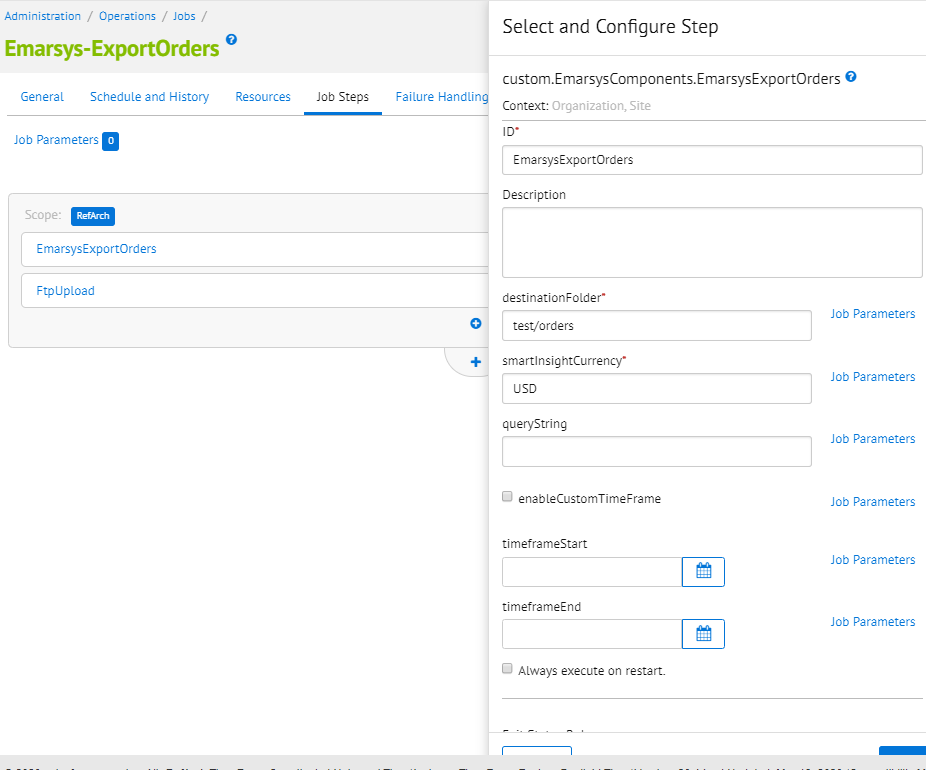 Administration / Operations / Jobs /
Emarsys-ExportOrders ?
General Schedule and History Resources Job Steps Failure Handling
Job Parameters 0
Scope: RefArch
EmarsysExportOrders
FtpUpload
Select and Configure Step
custom.EmarsysComponents.EmarsysExportOrders ?
Context: Organization, Site
ID*
EmarsysExportOrders
Description
destinationFolder*
test/orders Job Parameters
smartInsightCurrency*
USD Job Parameters
queryString
Job Parameters
enableCustomTimeFrame Job Parameters
timeframeStart
Job Parameters
timeframeEnd
Job Parameters
Always execute on restart.